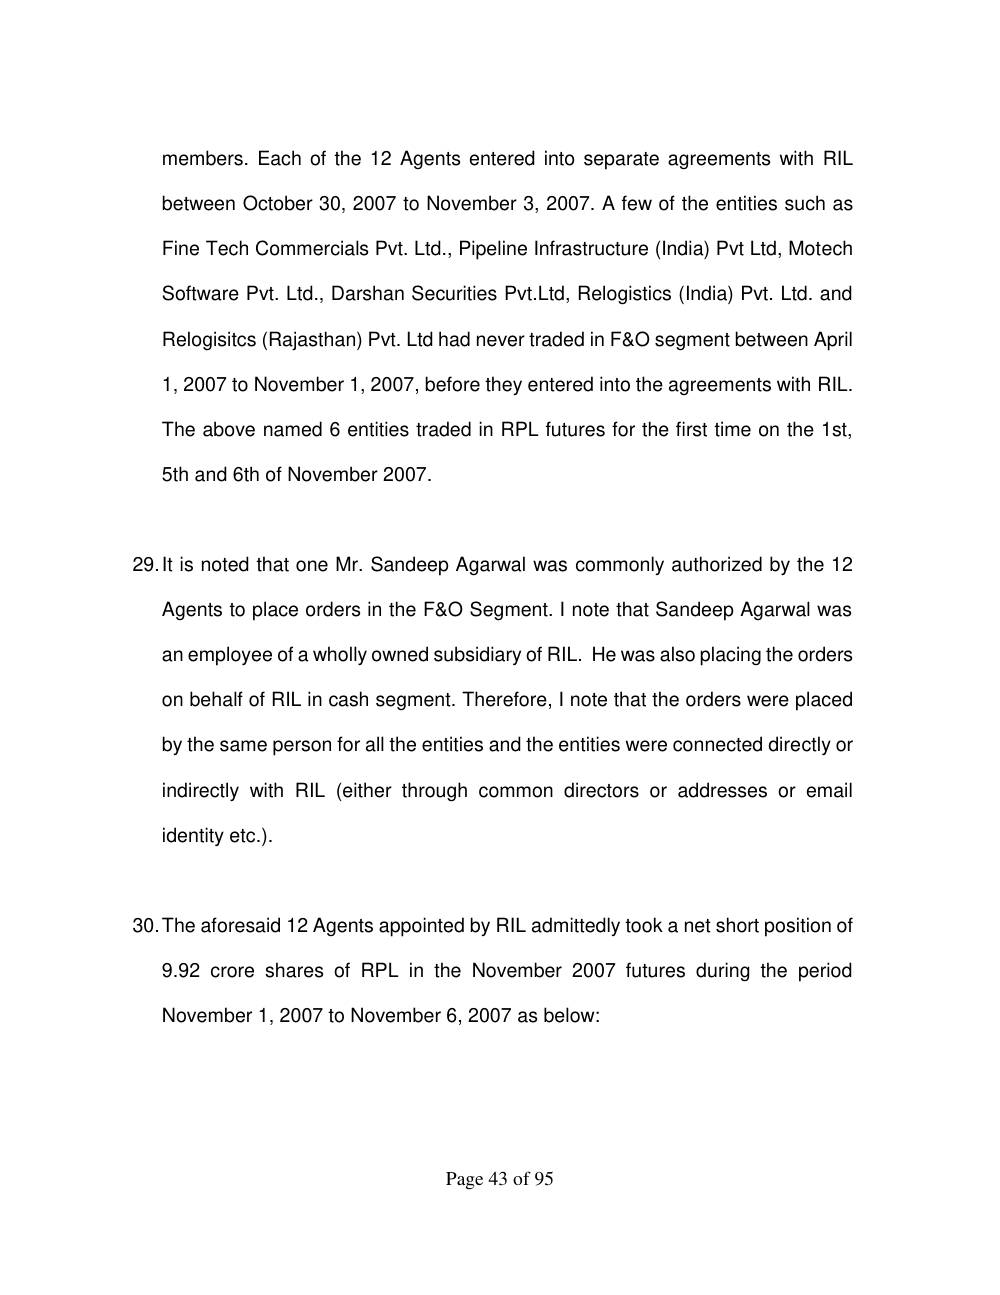 members. Each of the 12 Agents entered into separate agreements with RIL
between October 30, 2007 to November 3, 2007. A few of the entities such as
Fine Tech Commercials Pvt. Ltd., Pipeline Infrastructure (India) Pvt Ltd, Motech
Software Pvt. Ltd., Darshan Securities Pvt.Ltd, Relogistics (India) Pvt. Ltd. and
Relogisitcs (Rajasthan) Pvt. Ltd had never traded in F&O segment between April
1, 2007 to November 1, 2007, before they entered into the agreements with RIL.
The above named 6 entities traded in RPL futures for the first time on the 1st,
5th and 6th of November 2007.
29. It is noted that one Mr. Sandeep Agarwal was commonly authorized by the 12
Agents to place orders in the F&O Segment. I note that Sandeep Agarwal was
an employee of a wholly owned subsidiary of RIL.  He was also placing the orders
on behalf of RIL in cash segment. Therefore, I note that the orders were placed
by the same person for all the entities and the entities were connected directly or
indirectly with RIL (either through common directors or addresses or email
identity etc.).
30. The aforesaid 12 Agents appointed by RIL admittedly took a net short position of
9.92 crore shares of RPL in the November 2007 futures during the period
November 1, 2007 to November 6, 2007 as below:
Page 43 of 95